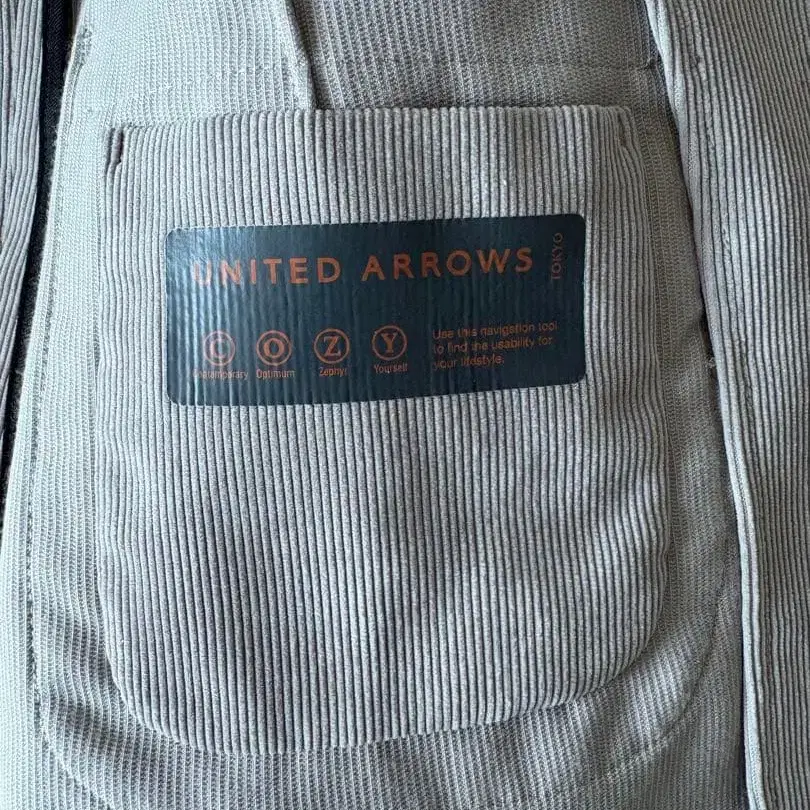 UNITED ARROWS
TOKYO
C O Z Y
Contemporary Optimum Zephyr Yourself
Use this navigation tool
to find the usability for
your lifestyle.